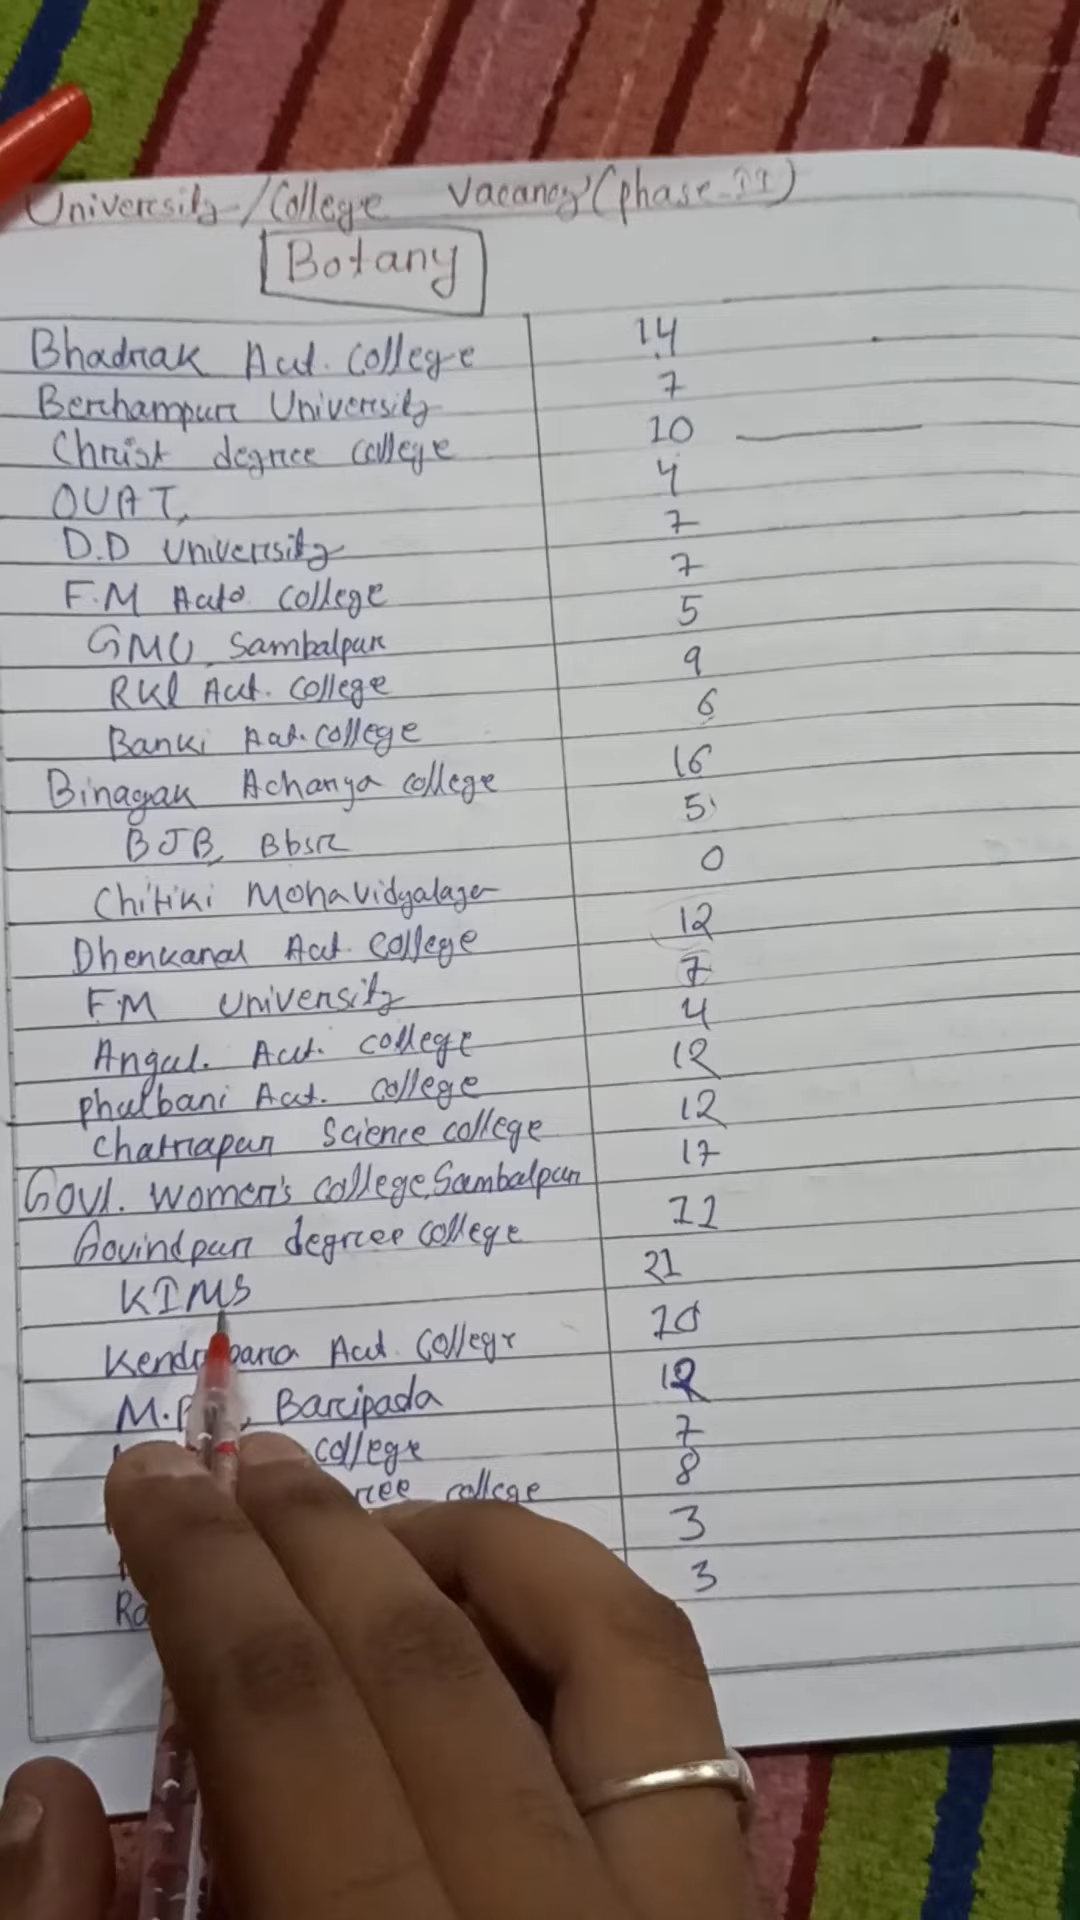 University/College Vacancy (phase-II)
Botany
Bhadrak Aut. College 14
Berhampur University 7
Christ degree college 10
OUAT, 4
D.D University 7
F.M Auto. College 7
GMU, Sambalpur 5
RKL Aut. College 9
Banki Aut. College 6
Binayak Acharya college 16
BJB, Bbsr 5
Chitiki Mohavidyalaya 0
Dhenkanal Aut. College 12
F.M University 7
Angul. Aut. college 4
phulbani Aut. college 12
Chatrapur Science college 12
Govt. Women's college, Sambalpur 17
Govindpur degree college 11
KIMS 21
Aut. College
Baripada 12
college 7
college 8
3
3